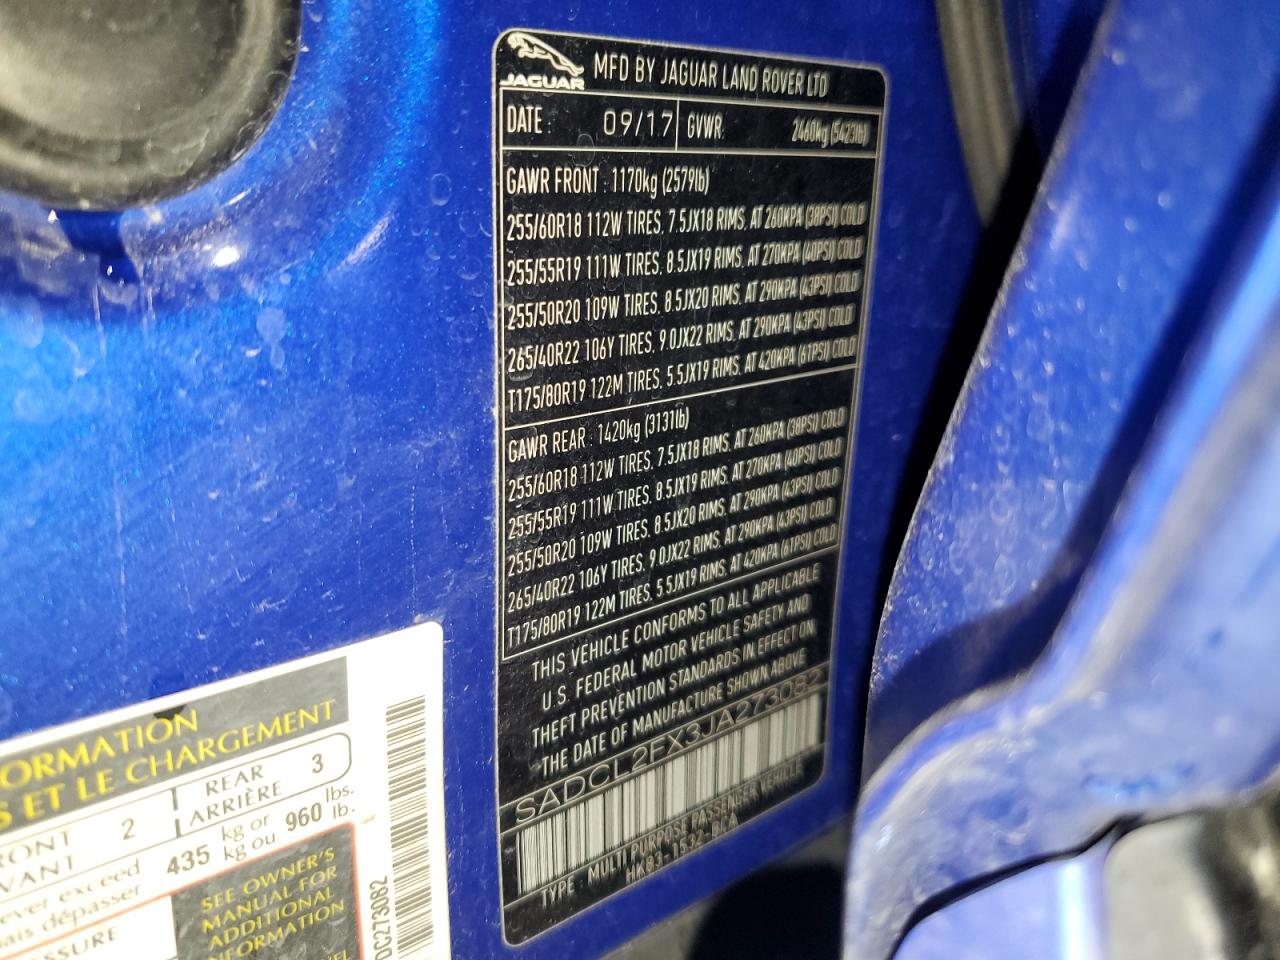 JAGUAR
MFD BY JAGUAR LAND ROVER LTD
DATE : 09/17 GVWR: 2460kg (5423lb)
GAWR FRONT : 1170kg (2579lb)
255/60R18 112W TIRES, 7.5JX18 RIMS, AT 260KPA (38PSI) COLD
255/55R19 111W TIRES, 8.5JX19 RIMS, AT 270KPA (40PSI) COLD
255/50R20 109W TIRES, 8.5JX20 RIMS, AT 290KPA (43PSI) COLD
265/40R22 106Y TIRES, 9.0JX22 RIMS, AT 290KPA (43PSI) COLD
T175/80R19 122M TIRES, 5.5JX19 RIMS, AT 420KPA (61PSI) COLD
GAWR REAR : 1420kg (3131lb)
255/60R18 112W TIRES, 7.5JX18 RIMS, AT 260KPA (38PSI) COLD
255/55R19 111W TIRES, 8.5JX19 RIMS, AT 270KPA (40PSI) COLD
255/50R20 109W TIRES, 8.5JX20 RIMS, AT 290KPA (43PSI) COLD
265/40R22 106Y TIRES, 9.0JX22 RIMS, AT 290KPA (43PSI) COLD
T175/80R19 122M TIRES, 5.5JX19 RIMS, AT 420KPA (61PSI) COLD
THIS VEHICLE CONFORMS TO ALL APPLICABLE
U.S. FEDERAL MOTOR VEHICLE SAFETY AND
THEFT PREVENTION STANDARDS IN EFFECT ON
THE DATE OF MANUFACTURE SHOWN ABOVE
SADCL2FX3JA273082
TYPE : MULTI PURPOSE PASSENGER VEHICLE
HK83-1532-BCA
ORMATION
S ET LE CHARGEMENT
RONT 2 REAR 3
VANT ARRIÈRE
ever exceed 435 kg or 960 lbs.
ais dépasser kg ou lb.
SSURE
SEE OWNER'S
MANUAL FOR
ADDITIONAL
INFORMATION
0C273082